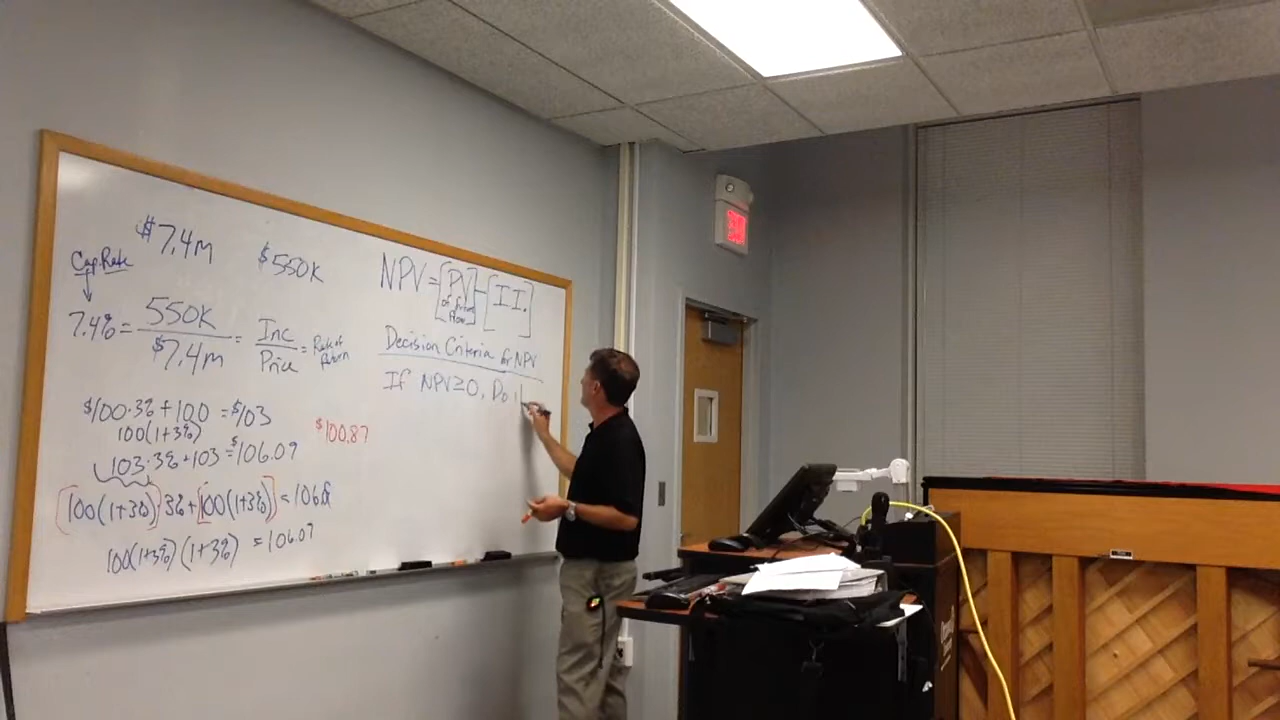 $7.4m
$550K
Cap. Rate
7.4% = 550K / $7.4m = Inc / Price = Rate of Return
$100·3% + 100 = $103
100(1+3%)
103·3% + 103 = $106.09
100(1+3%)·3% + 100(1+3%) = 106.
100(1+3%)(1+3%) = 106.09
$100.87
NPV = [PV] - [I I.]
of future flows
Decision Criteria for NPV
If NPV ≥ 0, Do it